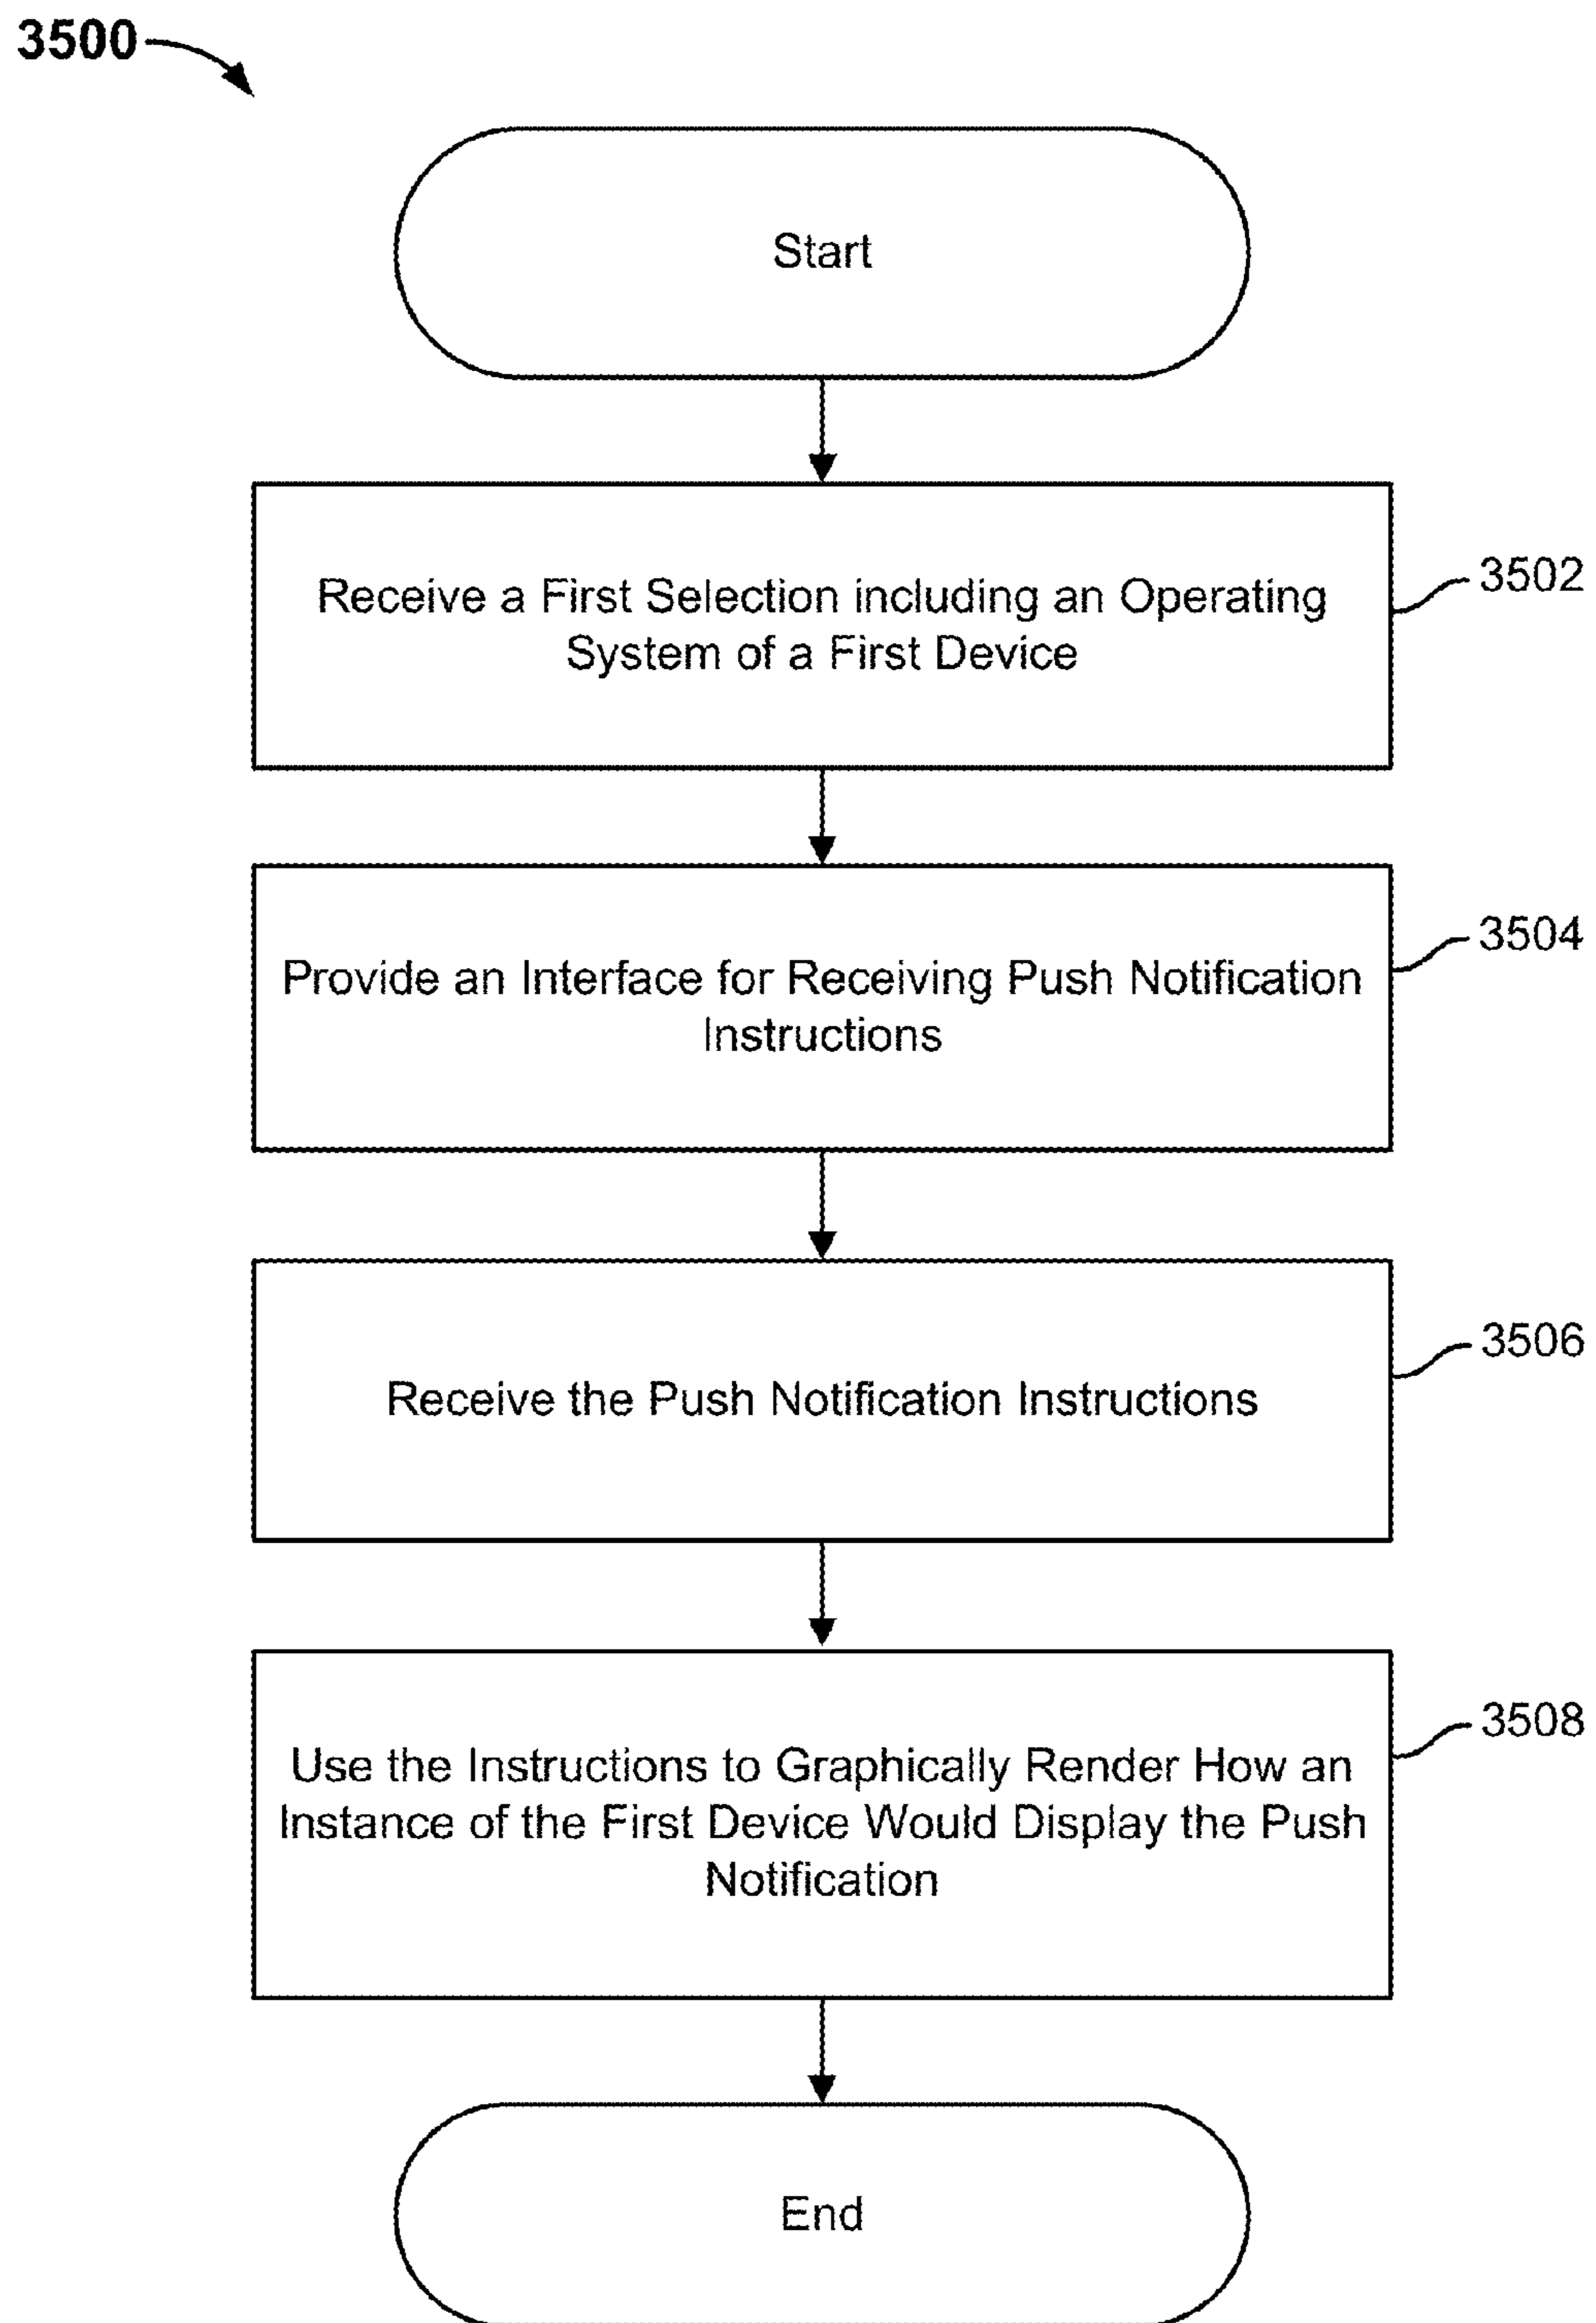 3500
Start
Receive a First Selection including an Operating
System of a First Device
3502
Provide an Interface for Receiving Push Notification
Instructions
3504
Receive the Push Notification Instructions
3506
Use the Instructions to Graphically Render How an
Instance of the First Device Would Display the Push
Notification
3508
End